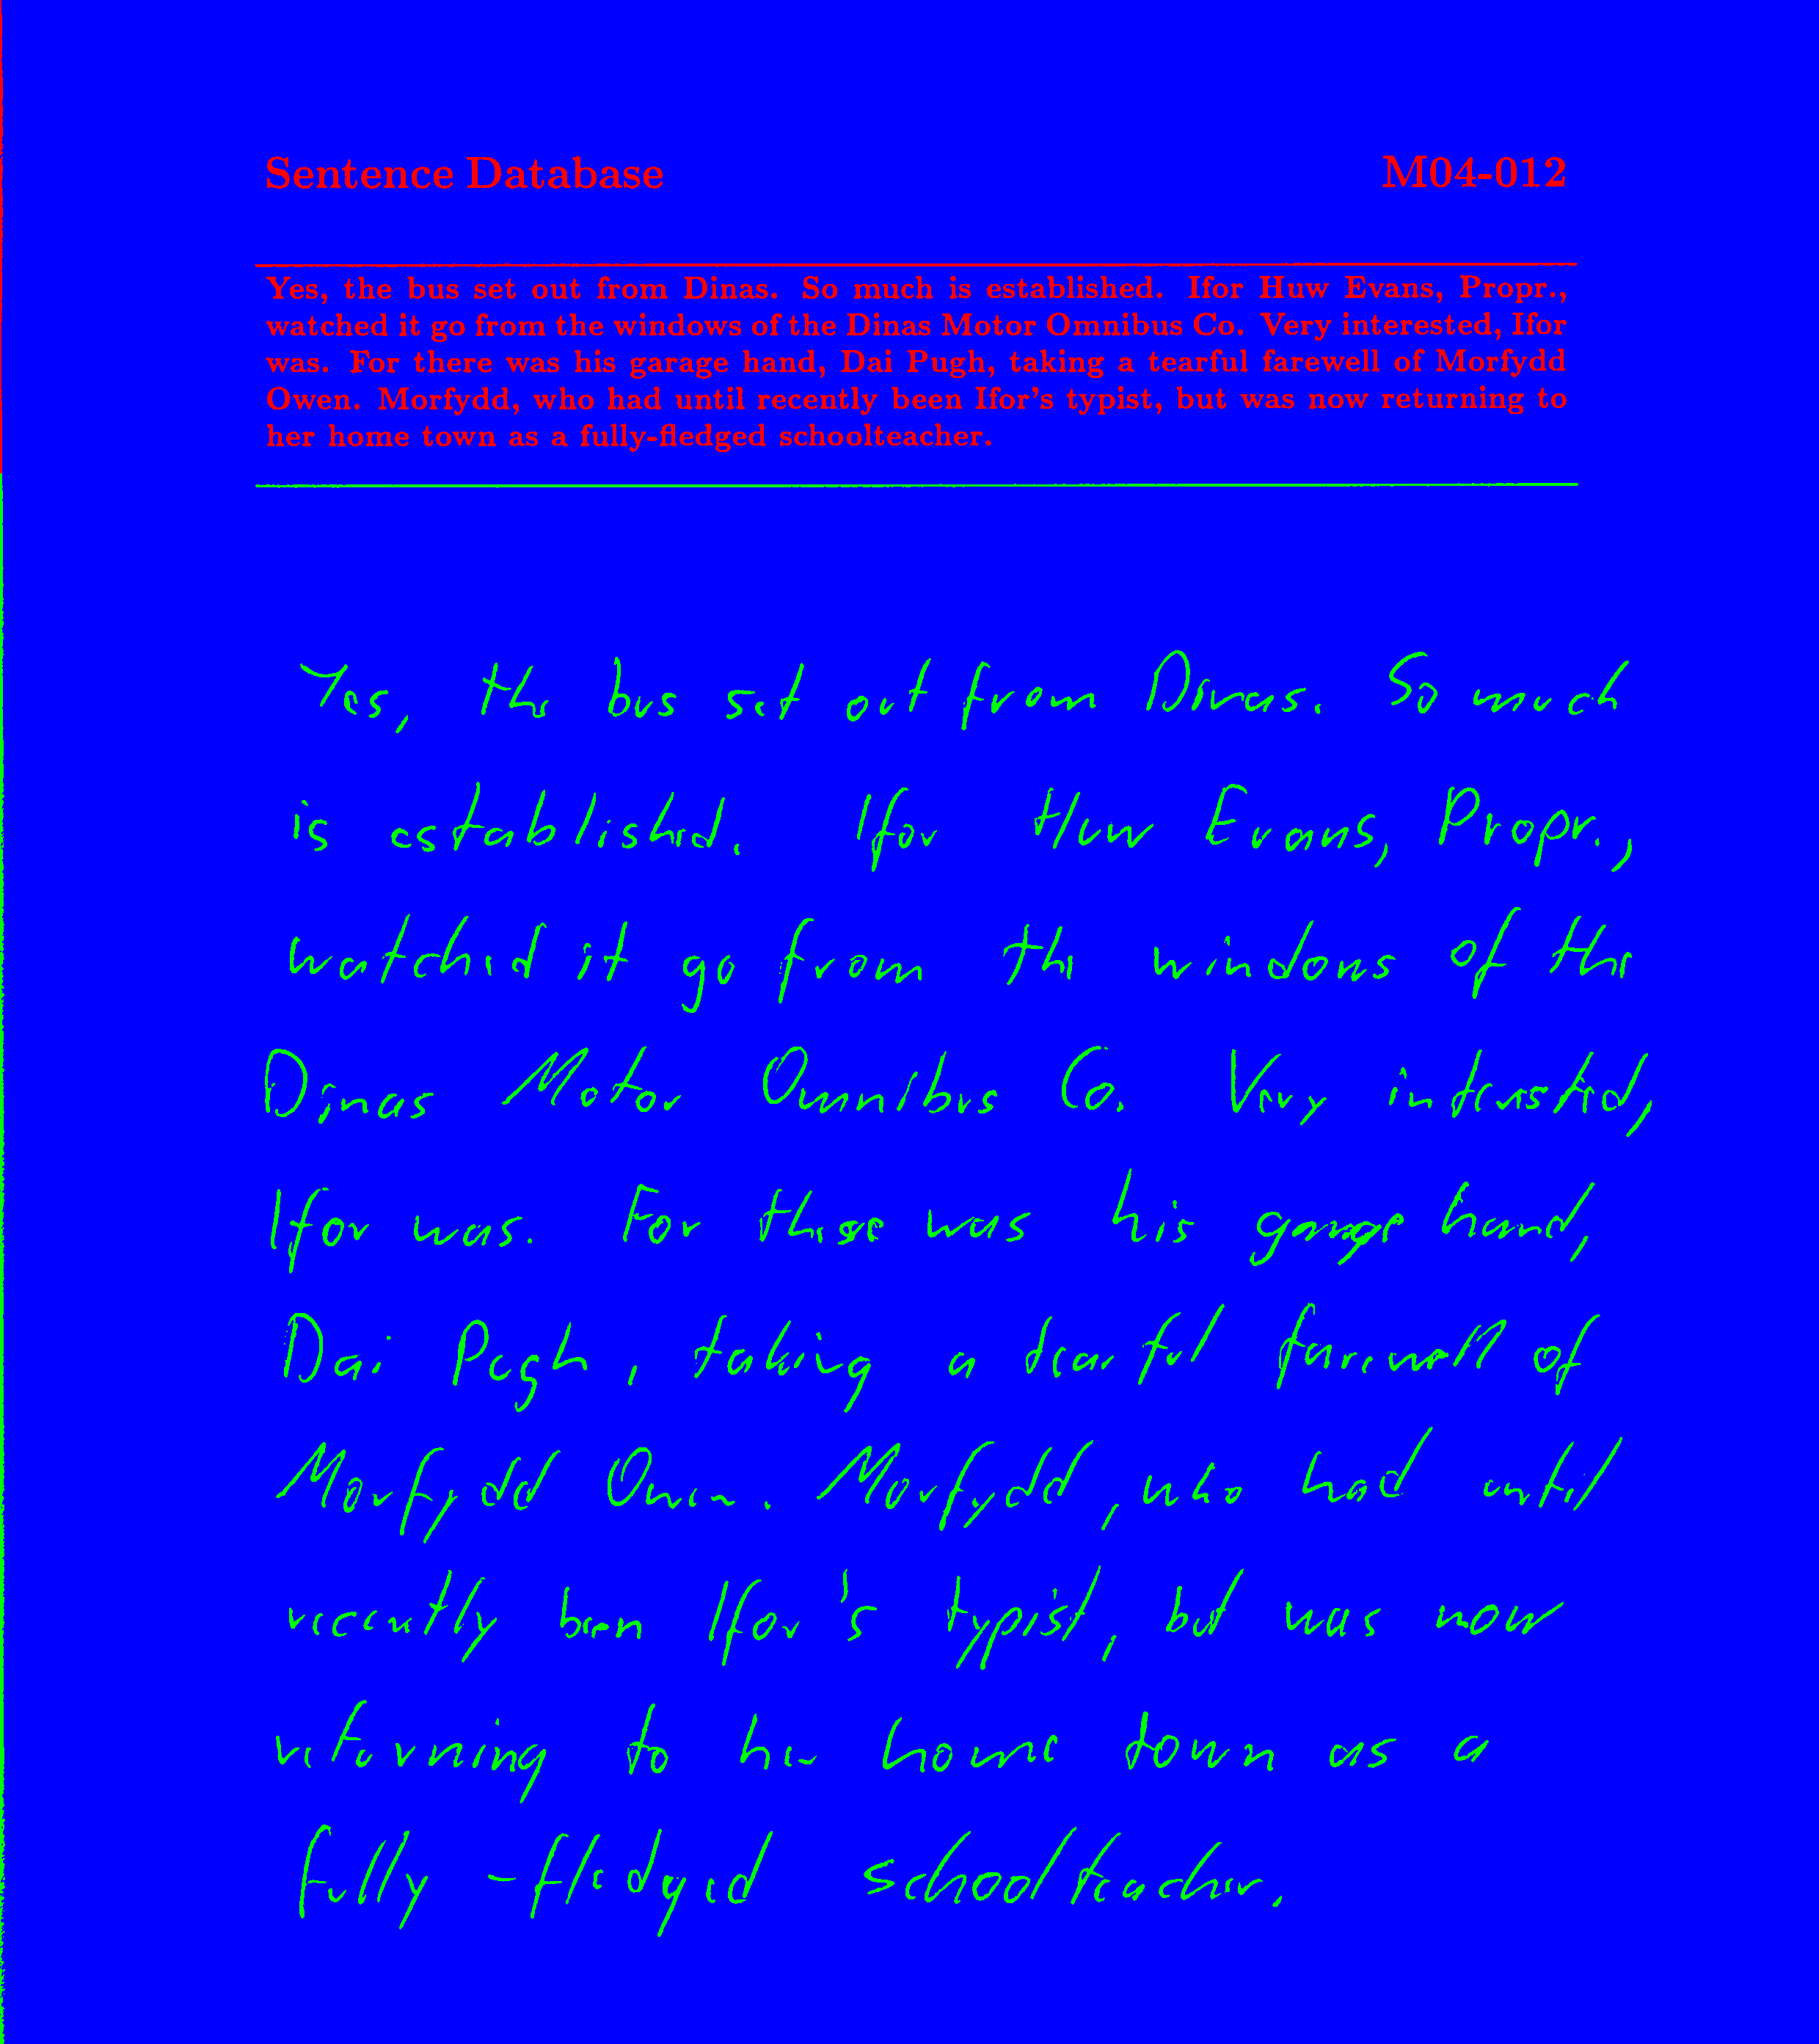 Sentence Database M04-012
Yes, the bus set out from Dinas. So much is established. Ifor Huw Evans, Propr.,
watched it go from the windows of the Dinas Motor Omnibus Co. Very interested, Ifor
was. For there was his garage hand, Dai Pugh, taking a tearful farewell of Morfydd
Owen. Morfydd, who had until recently been Ifor's typist, but was now returning to
her home town as a fully-fledged schoolteacher.
Yes, the bus set out from Dinas. So much
is established. Ifor Huw Evans, Propr.,
watched it go from the windows of the
Dinas Motor Omnibus Co. Very interested,
Ifor was. For there was his garage hand,
Dai Pugh, taking a tearful farewell of
Morfydd Owen. Morfydd, who had until
recently been Ifor's typist, but was now
returning to her home town as a
fully-fledged schoolteacher.